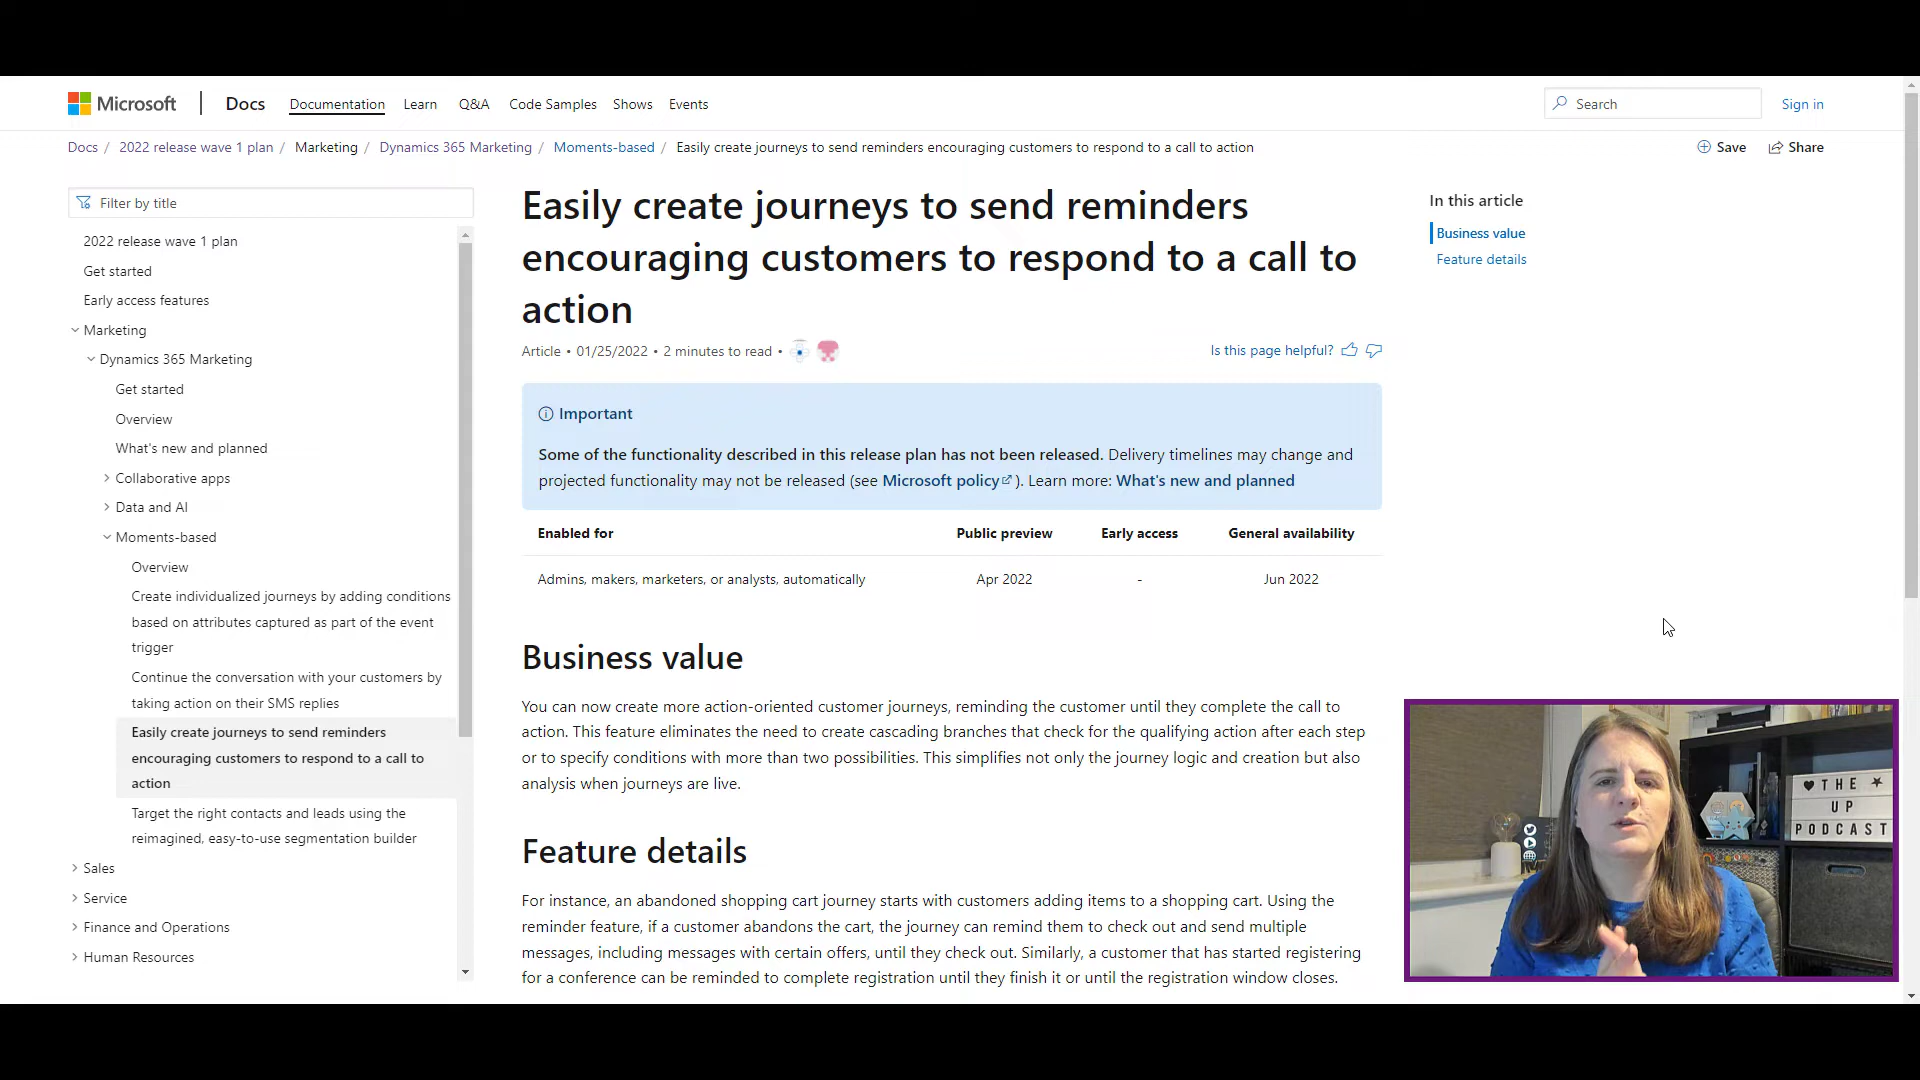 Microsoft | Docs Documentation Learn Q&A Code Samples Shows Events Search Sign in
Docs / 2022 release wave 1 plan / Marketing / Dynamics 365 Marketing / Moments-based / Easily create journeys to send reminders encouraging customers to respond to a call to action
Save Share
Filter by title
2022 release wave 1 plan
Get started
Early access features
Marketing
Dynamics 365 Marketing
Get started
Overview
What's new and planned
Collaborative apps
Data and AI
Moments-based
Overview
Create individualized journeys by adding conditions
based on attributes captured as part of the event
trigger
Continue the conversation with your customers by
taking action on their SMS replies
Easily create journeys to send reminders
encouraging customers to respond to a call to
action
Target the right contacts and leads using the
reimagined, easy-to-use segmentation builder
Sales
Service
Finance and Operations
Human Resources
Easily create journeys to send reminders
encouraging customers to respond to a call to
action
Article • 01/25/2022 • 2 minutes to read •
Is this page helpful?
Important
Some of the functionality described in this release plan has not been released. Delivery timelines may change and
projected functionality may not be released (see Microsoft policy ). Learn more: What's new and planned
Enabled for Public preview Early access General availability
Admins, makers, marketers, or analysts, automatically Apr 2022 - Jun 2022
Business value
You can now create more action-oriented customer journeys, reminding the customer until they complete the call to
action. This feature eliminates the need to create cascading branches that check for the qualifying action after each step
or to specify conditions with more than two possibilities. This simplifies not only the journey logic and creation but also
analysis when journeys are live.
Feature details
For instance, an abandoned shopping cart journey starts with customers adding items to a shopping cart. Using the
reminder feature, if a customer abandons the cart, the journey can remind them to check out and send multiple
messages, including messages with certain offers, until they check out. Similarly, a customer that has started registering
for a conference can be reminded to complete registration until they finish it or until the registration window closes.
In this article
Business value
Feature details
THE
UP
PODCAST